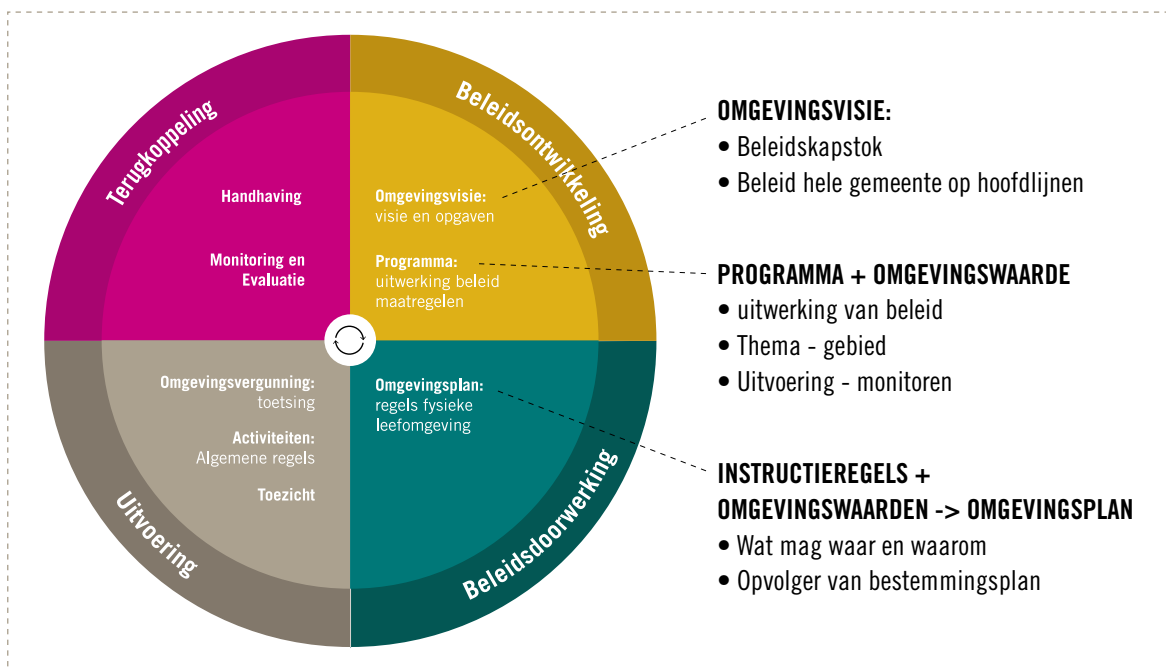 Terugkoppeling
Handhaving
Monitoring en
Evaluatie
Beleidsontwikkeling
Omgevingsvisie:
visie en opgaven
Programma:
uitwerking beleid
maatregelen
Uitvoering
Omgevingsvergunning:
toetsing
Activiteiten:
Algemene regels
Toezicht
Beleidsdoorwerking
Omgevingsplan:
regels fysieke
leefomgeving
OMGEVINGSVISIE:
• Beleidskapstok
• Beleid hele gemeente op hoofdlijnen
PROGRAMMA + OMGEVINGSWAARDE
• uitwerking van beleid
• Thema - gebied
• Uitvoering - monitoren
INSTRUCTIEREGELS +
OMGEVINGSWAARDEN -> OMGEVINGSPLAN
• Wat mag waar en waarom
• Opvolger van bestemmingsplan